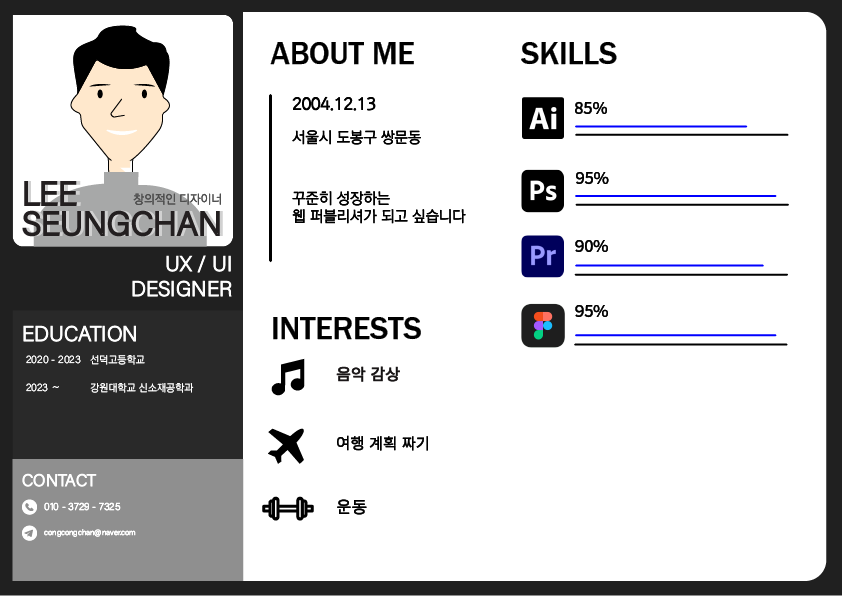 LEE
창의적인 디자이너
SEUNGCHAN
UX / UI
DESIGNER
EDUCATION
2020 - 2023 선덕고등학교
2023 ~ 강원대학교 신소재공학과
CONTACT
010 - 3729 - 7325
congcongchan@naver.com
ABOUT ME
2004.12.13
서울시 도봉구 쌍문동
꾸준히 성장하는
웹 퍼블리셔가 되고 싶습니다
INTERESTS
음악 감상
여행 계획 짜기
운동
SKILLS
Ai 85%
Ps 95%
Pr 90%
95%